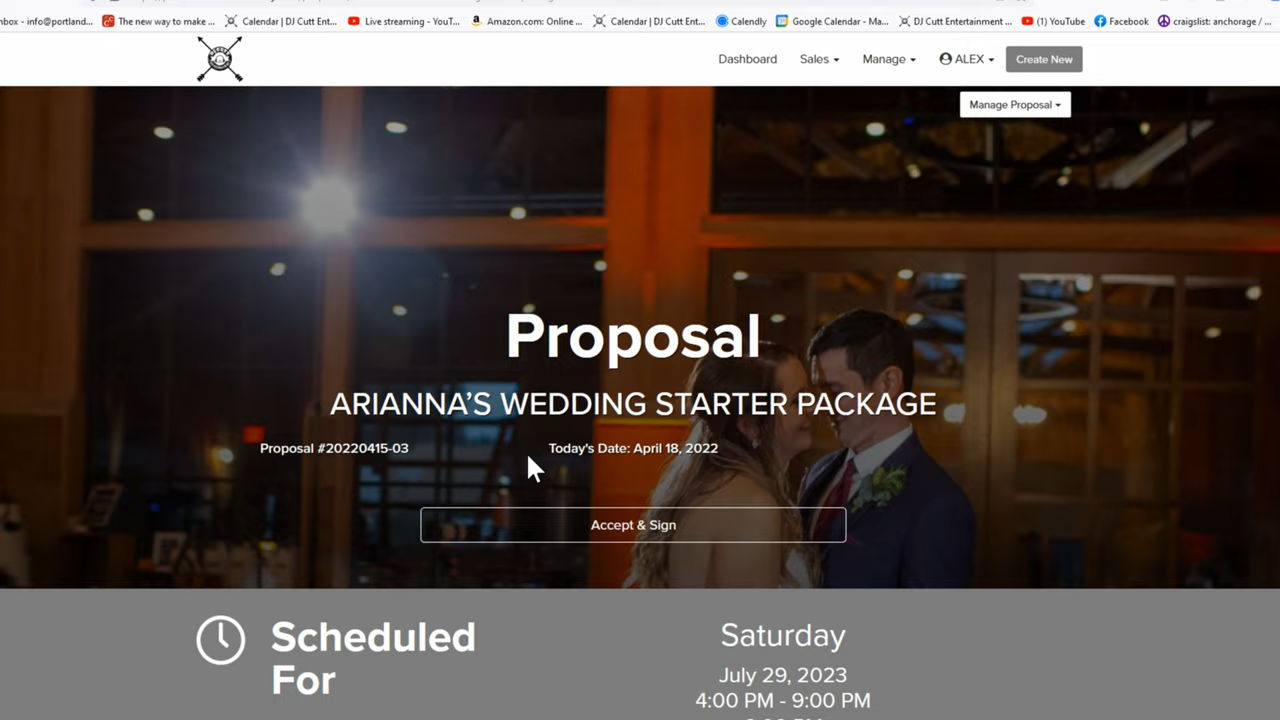 nbox - info@portland...
The new way to make ...
Calendar | DJ Cutt Ent...
Live streaming - YouT...
Amazon.com: Online ...
Calendar | DJ Cutt Ent...
Calendly
Google Calendar - Ma...
DJ Cutt Entertainment ...
(1) YouTube
Facebook
craigslist: anchorage / ...
Dashboard
Sales
Manage
ALEX
Create New
Manage Proposal
Proposal
ARIANNA'S WEDDING STARTER PACKAGE
Proposal #20220415-03
Today's Date: April 18, 2022
Accept & Sign
Scheduled
For
Saturday
July 29, 2023
4:00 PM - 9:00 PM